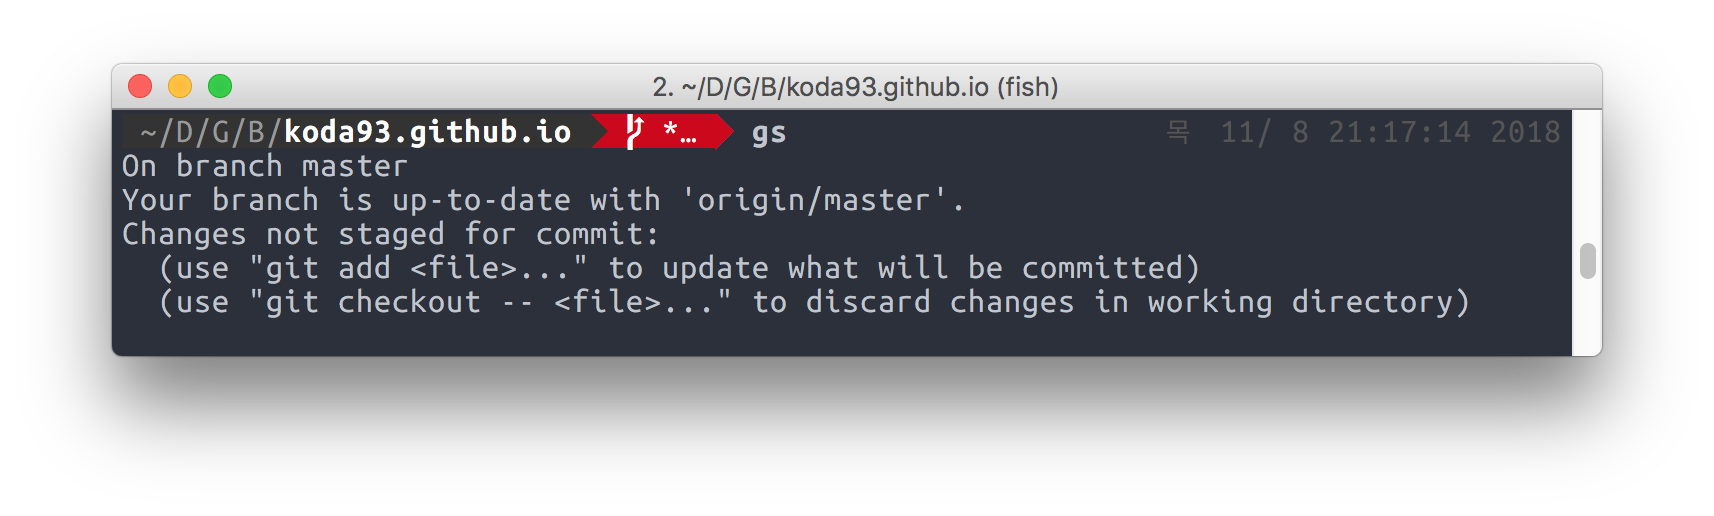 2. ~/D/G/B/koda93.github.io (fish)
~/D/G/B/koda93.github.io *… gs 목 11/ 8 21:17:14 2018
On branch master
Your branch is up-to-date with 'origin/master'.
Changes not staged for commit:
  (use "git add <file>..." to update what will be committed)
  (use "git checkout -- <file>..." to discard changes in working directory)